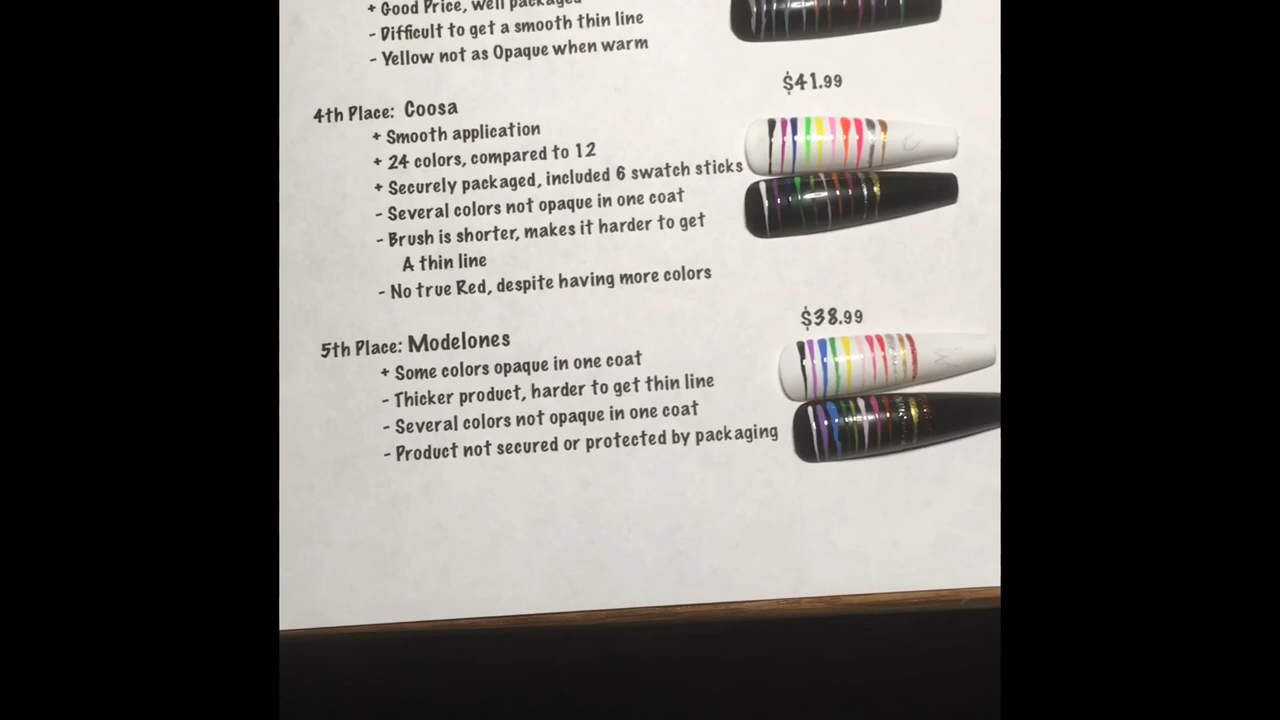 + Good Price, well packaged
- Difficult to get a smooth thin line
- Yellow not as Opaque when warm
$41.99
4th Place: Coosa
+ Smooth application
+ 24 colors, compared to 12
+ Securely packaged, included 6 swatch sticks
- Several colors not opaque in one coat
- Brush is shorter, makes it harder to get
A thin line
- No true Red, despite having more colors
$38.99
5th Place: Modelones
+ Some colors opaque in one coat
- Thicker product, harder to get thin line
- Several colors not opaque in one coat
- Product not secured or protected by packaging
C
M